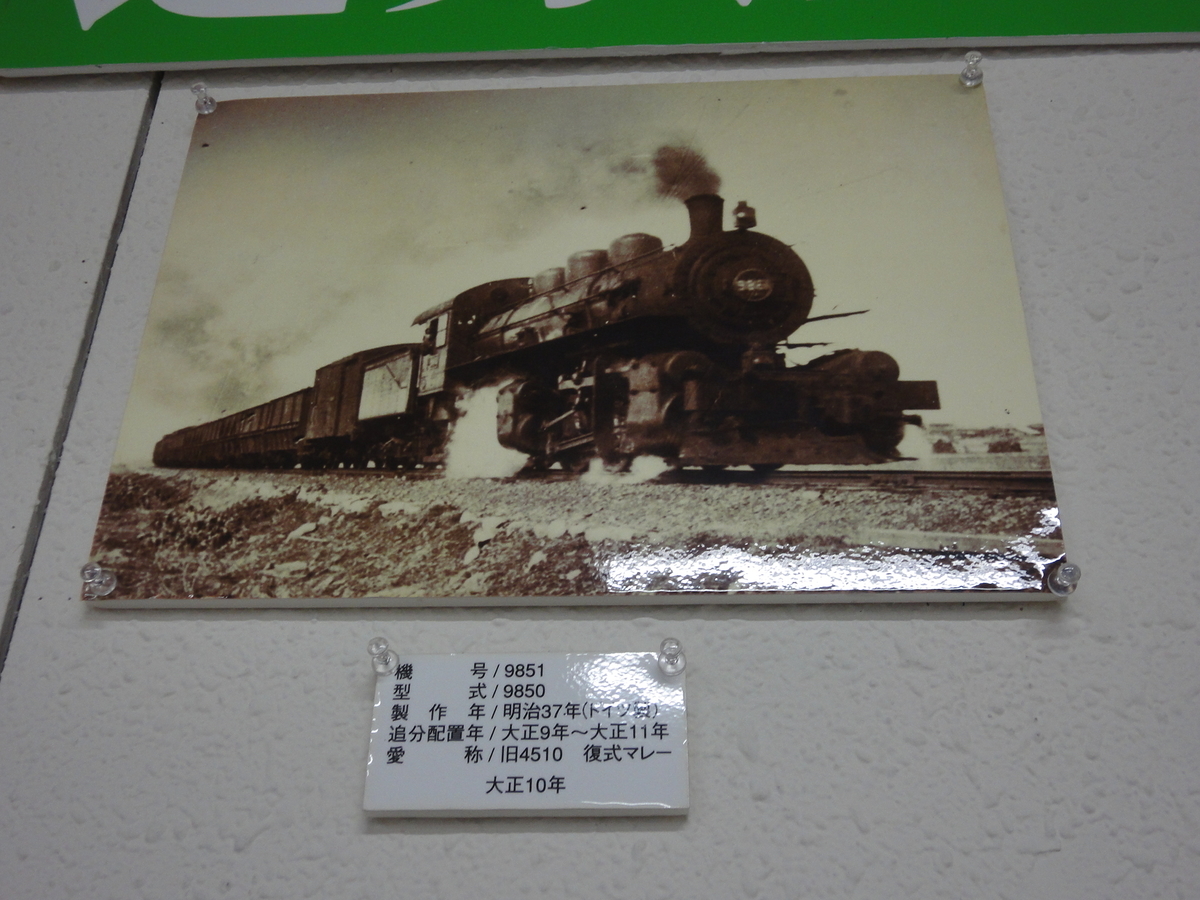 機　号 / 9851
型　式 / 9850
製　作　年 / 明治37年(ドイツ製)
追分配置年 / 大正9年～大正11年
愛　称 / 旧4510　復式マレー
大正10年